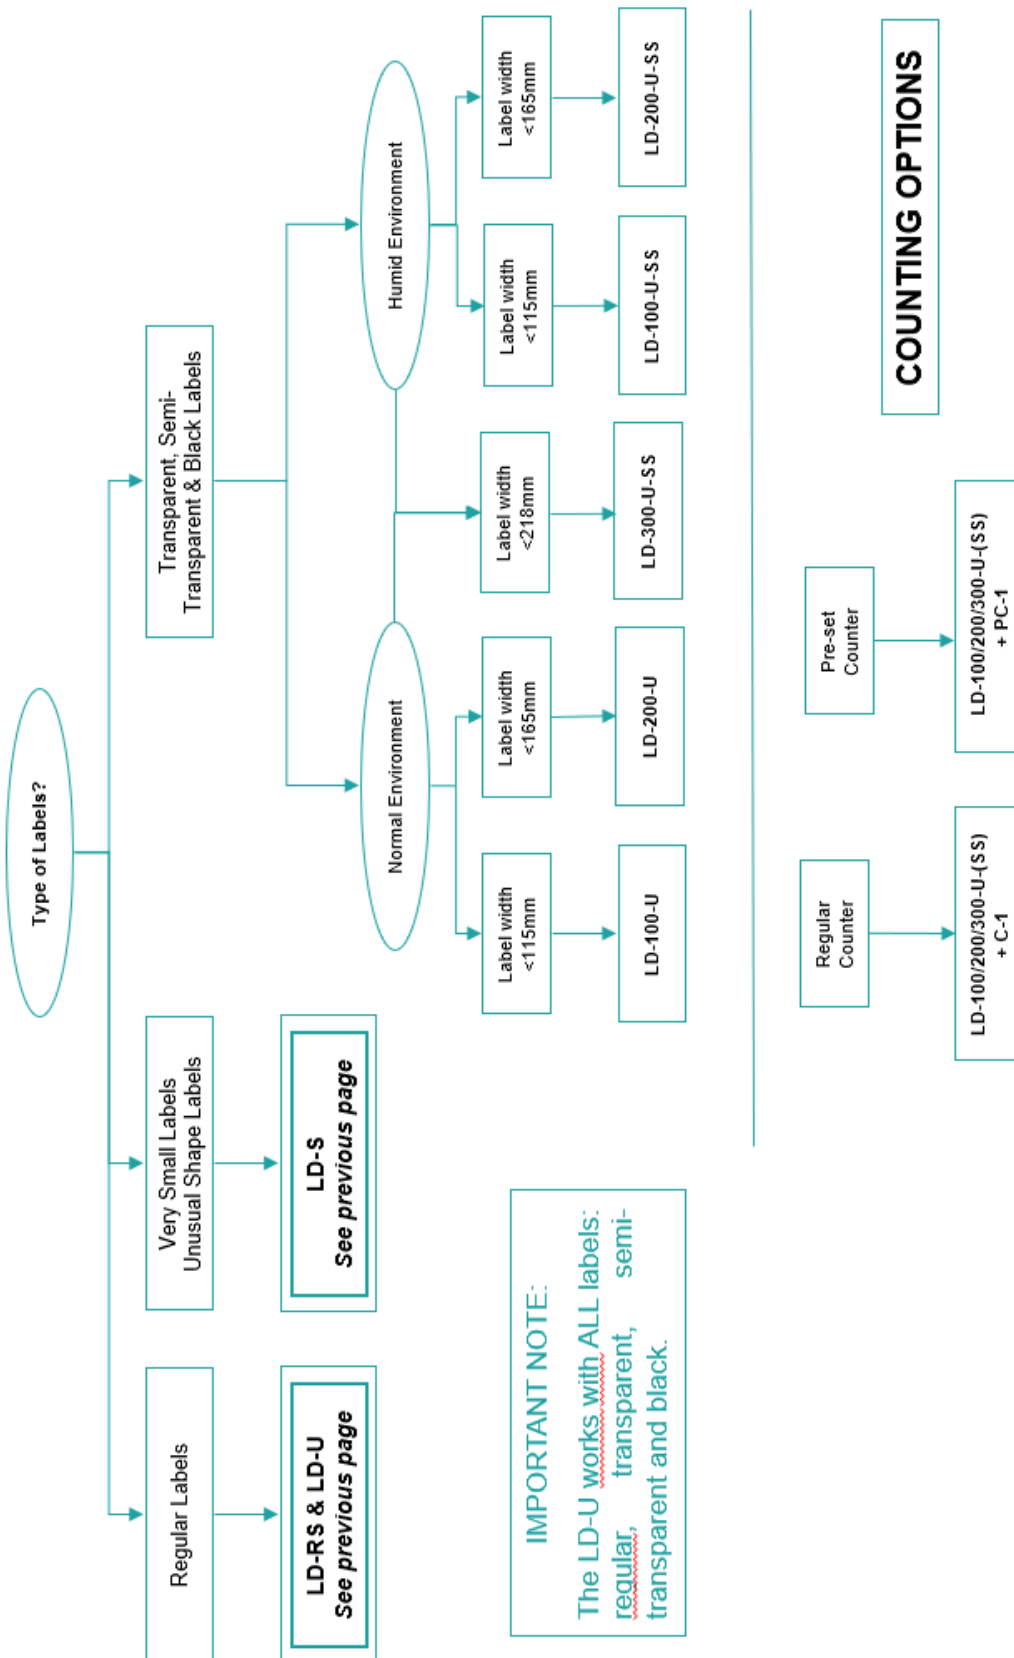 Type of Labels?
Regular Labels
Very Small Labels
Unusual Shape Labels
Transparent, Semi-
Transparent & Black Labels
LD-RS & LD-U
See previous page
LD-S
See previous page
Normal Environment
Humid Environment
Label width
<115mm
Label width
<165mm
Label width
<218mm
Label width
<115mm
Label width
<165mm
LD-100-U
LD-200-U
LD-300-U-SS
LD-100-U-SS
LD-200-U-SS
IMPORTANT NOTE:
The LD-U works with ALL labels:
regular, transparent, semi-
transparent and black.
COUNTING OPTIONS
Regular
Counter
Pre-set
Counter
LD-100/200/300-U-(SS)
+ C-1
LD-100/200/300-U-(SS)
+ PC-1